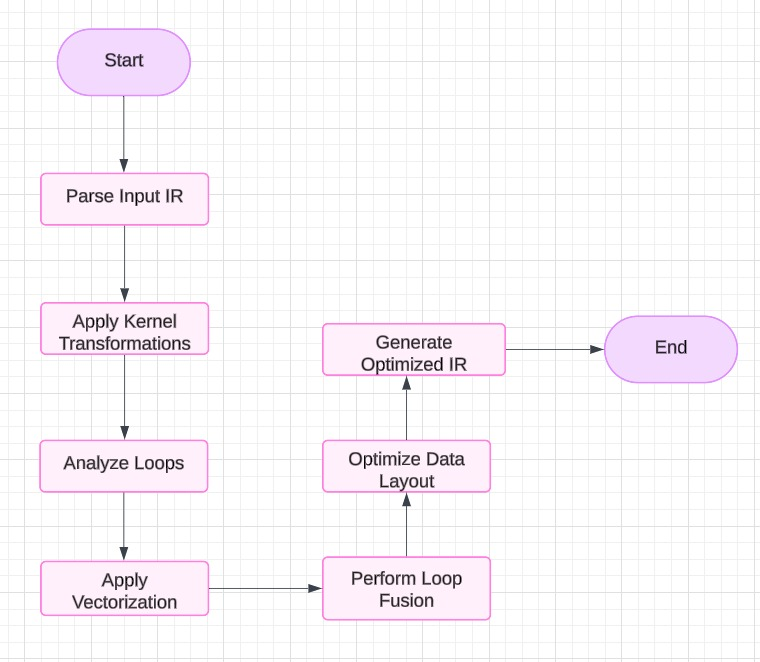 Start
Parse Input IR
Apply Kernel
Transformations
Analyze Loops
Apply
Vectorization
Perform Loop
Fusion
Optimize Data
Layout
Generate
Optimized IR
End